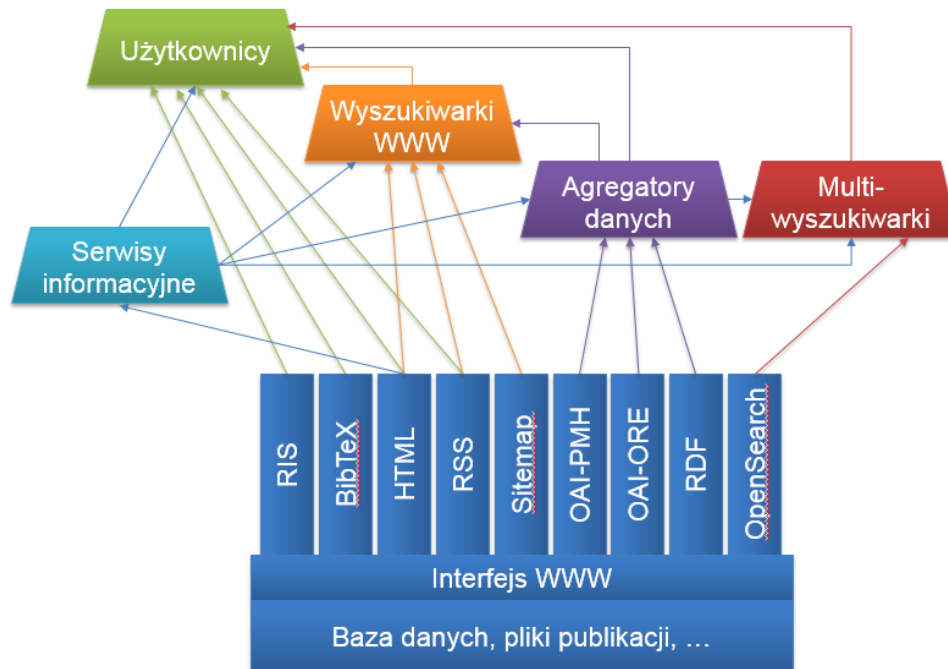 Użytkownicy
Wyszukiwarki
WWW
Agregatory
danych
Multi-
wyszukiwarki
Serwisy
informacyjne
RIS
BibTeX
HTML
RSS
Sitemap
OAI-PMH
OAI-ORE
RDF
OpenSearch
Interfejs WWW
Baza danych, pliki publikacji, ...